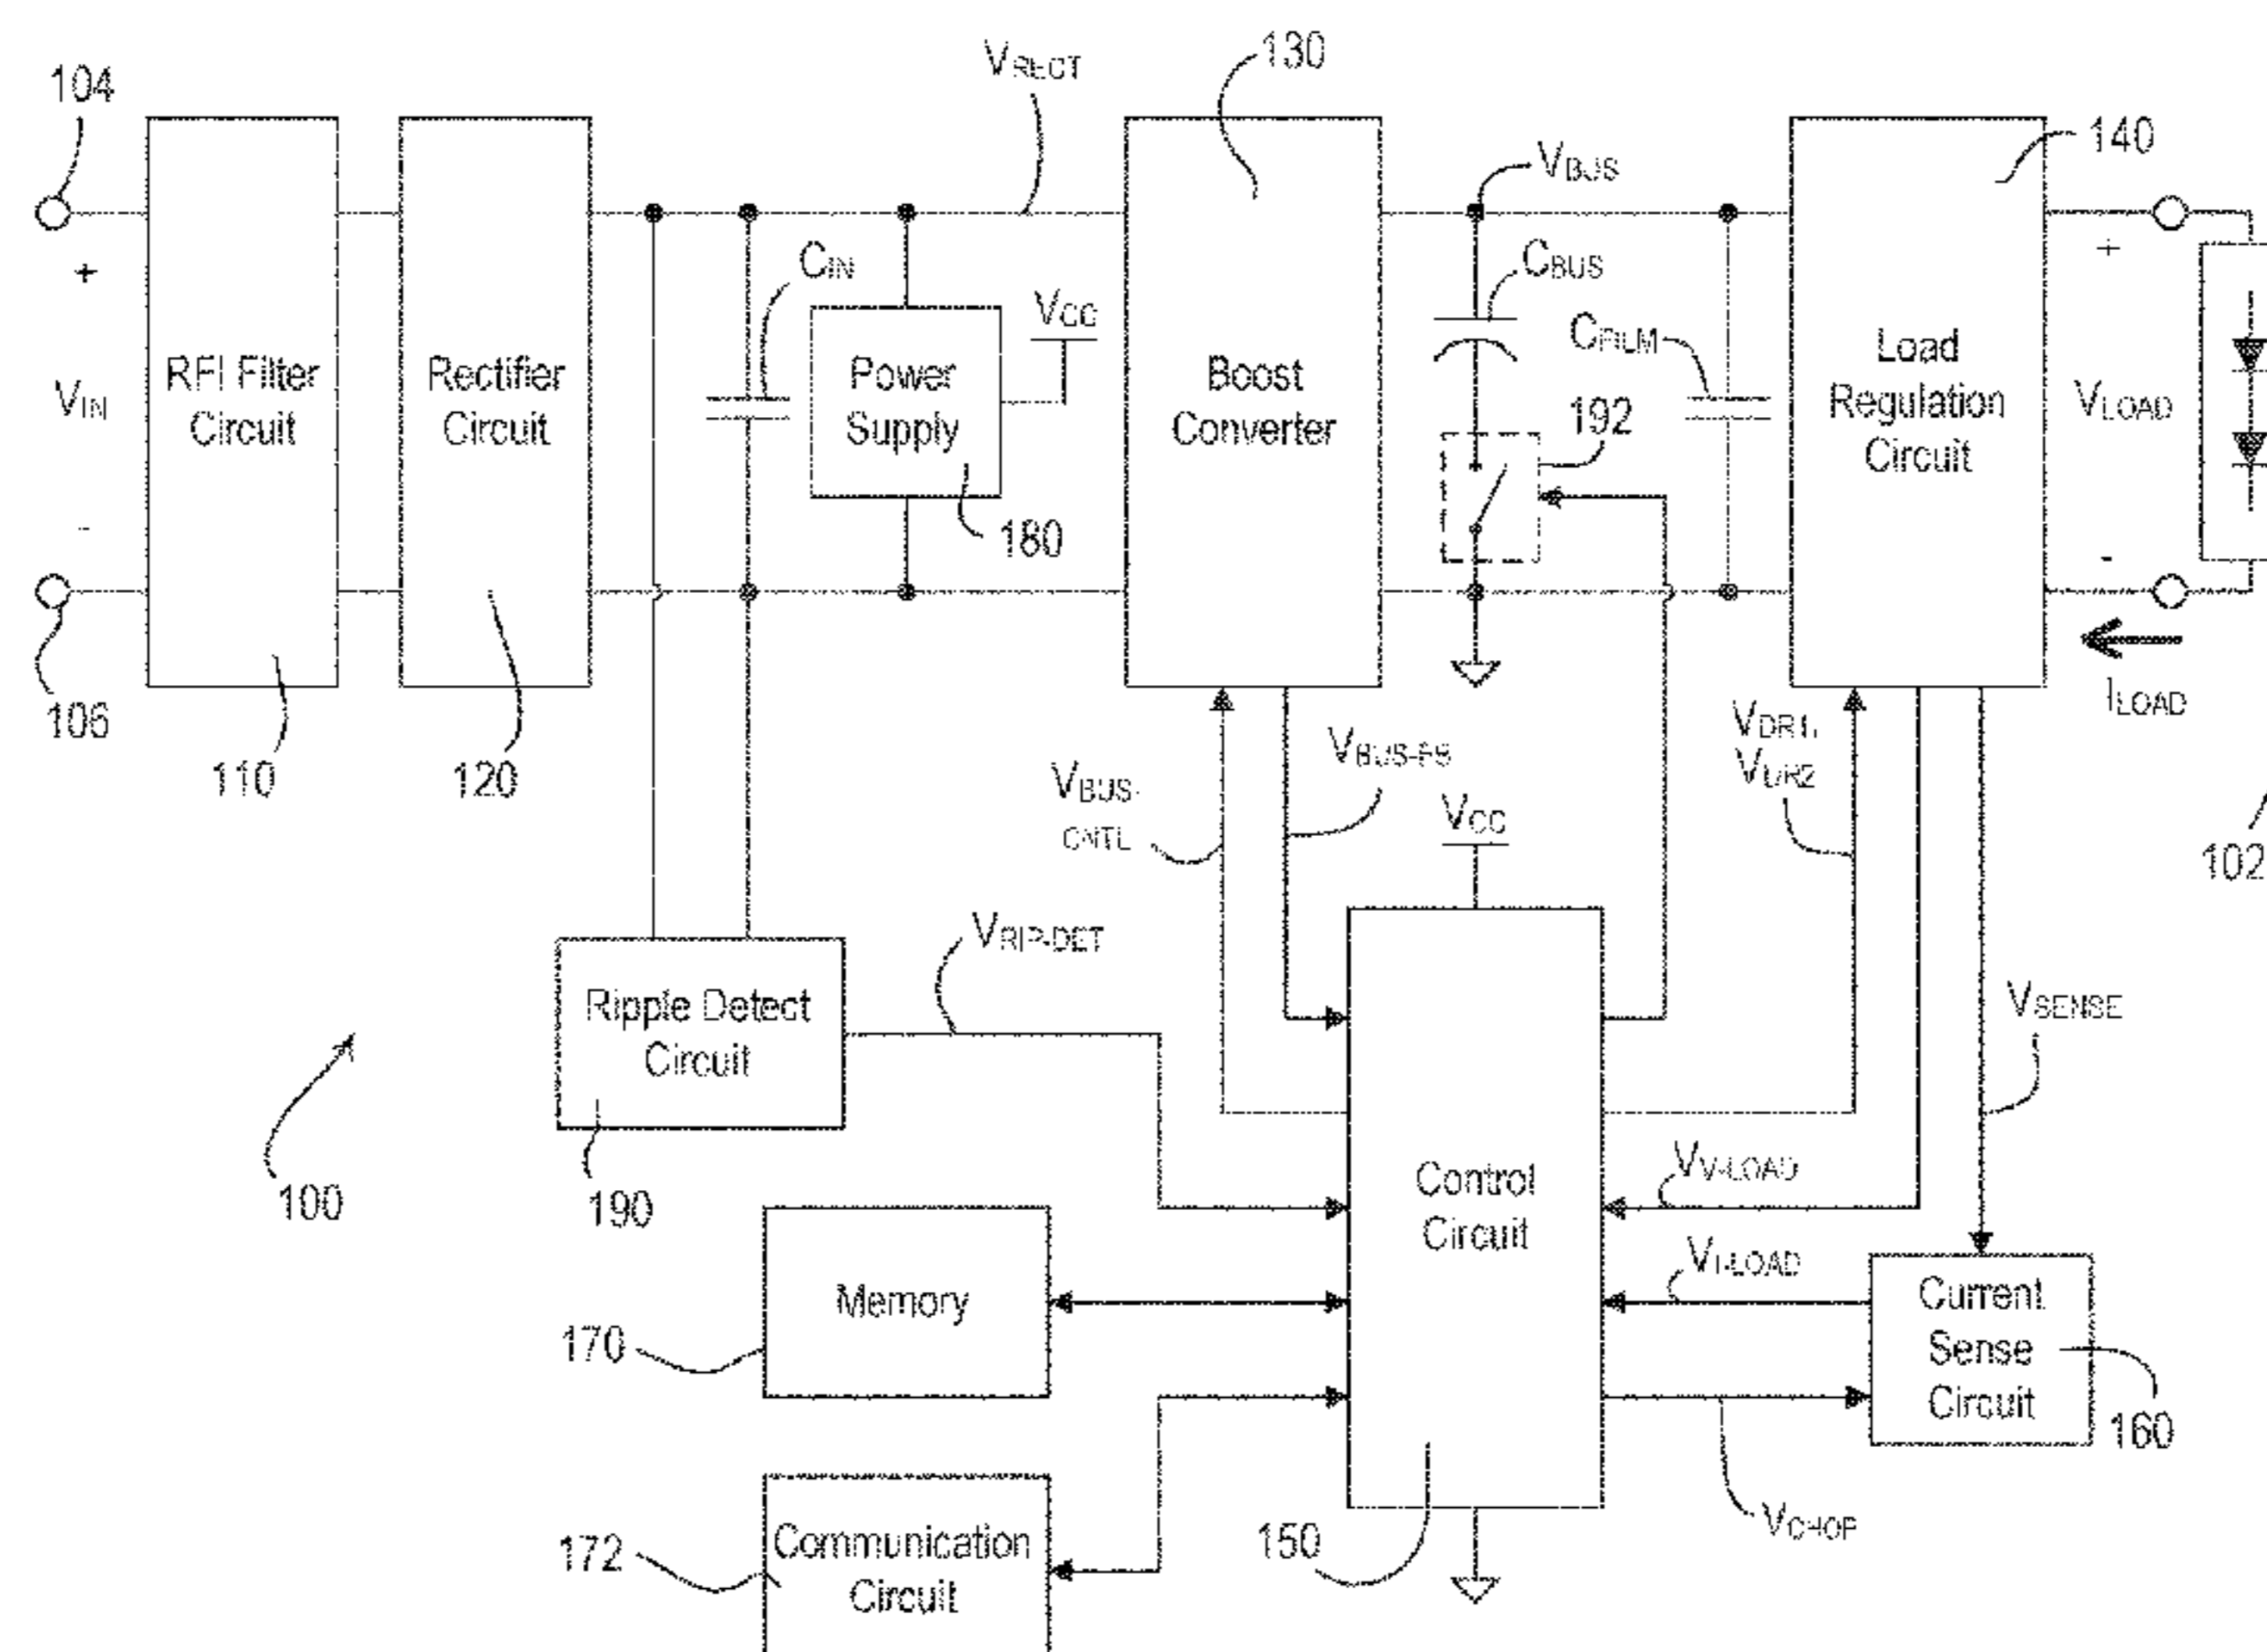 104
VRECT
130
140
VBUS
CIN
CBUS
VCC
CFILM
+
VIN
-
RFI Filter
Circuit
Rectifier
Circuit
Power
Supply
Boost
Converter
192
Load
Regulation
Circuit
+
VLOAD
-
180
106
110
120
ILOAD
VBUS-
CNTL
VBUS-FB
VDR1,
VDR2
VCC
102
VRIP-DET
Ripple Detect
Circuit
VSENSE
100
190
Control
Circuit
VV-LOAD
VI-LOAD
Memory
170
Current
Sense
Circuit
160
172
Communication
Circuit
150
VCHOP